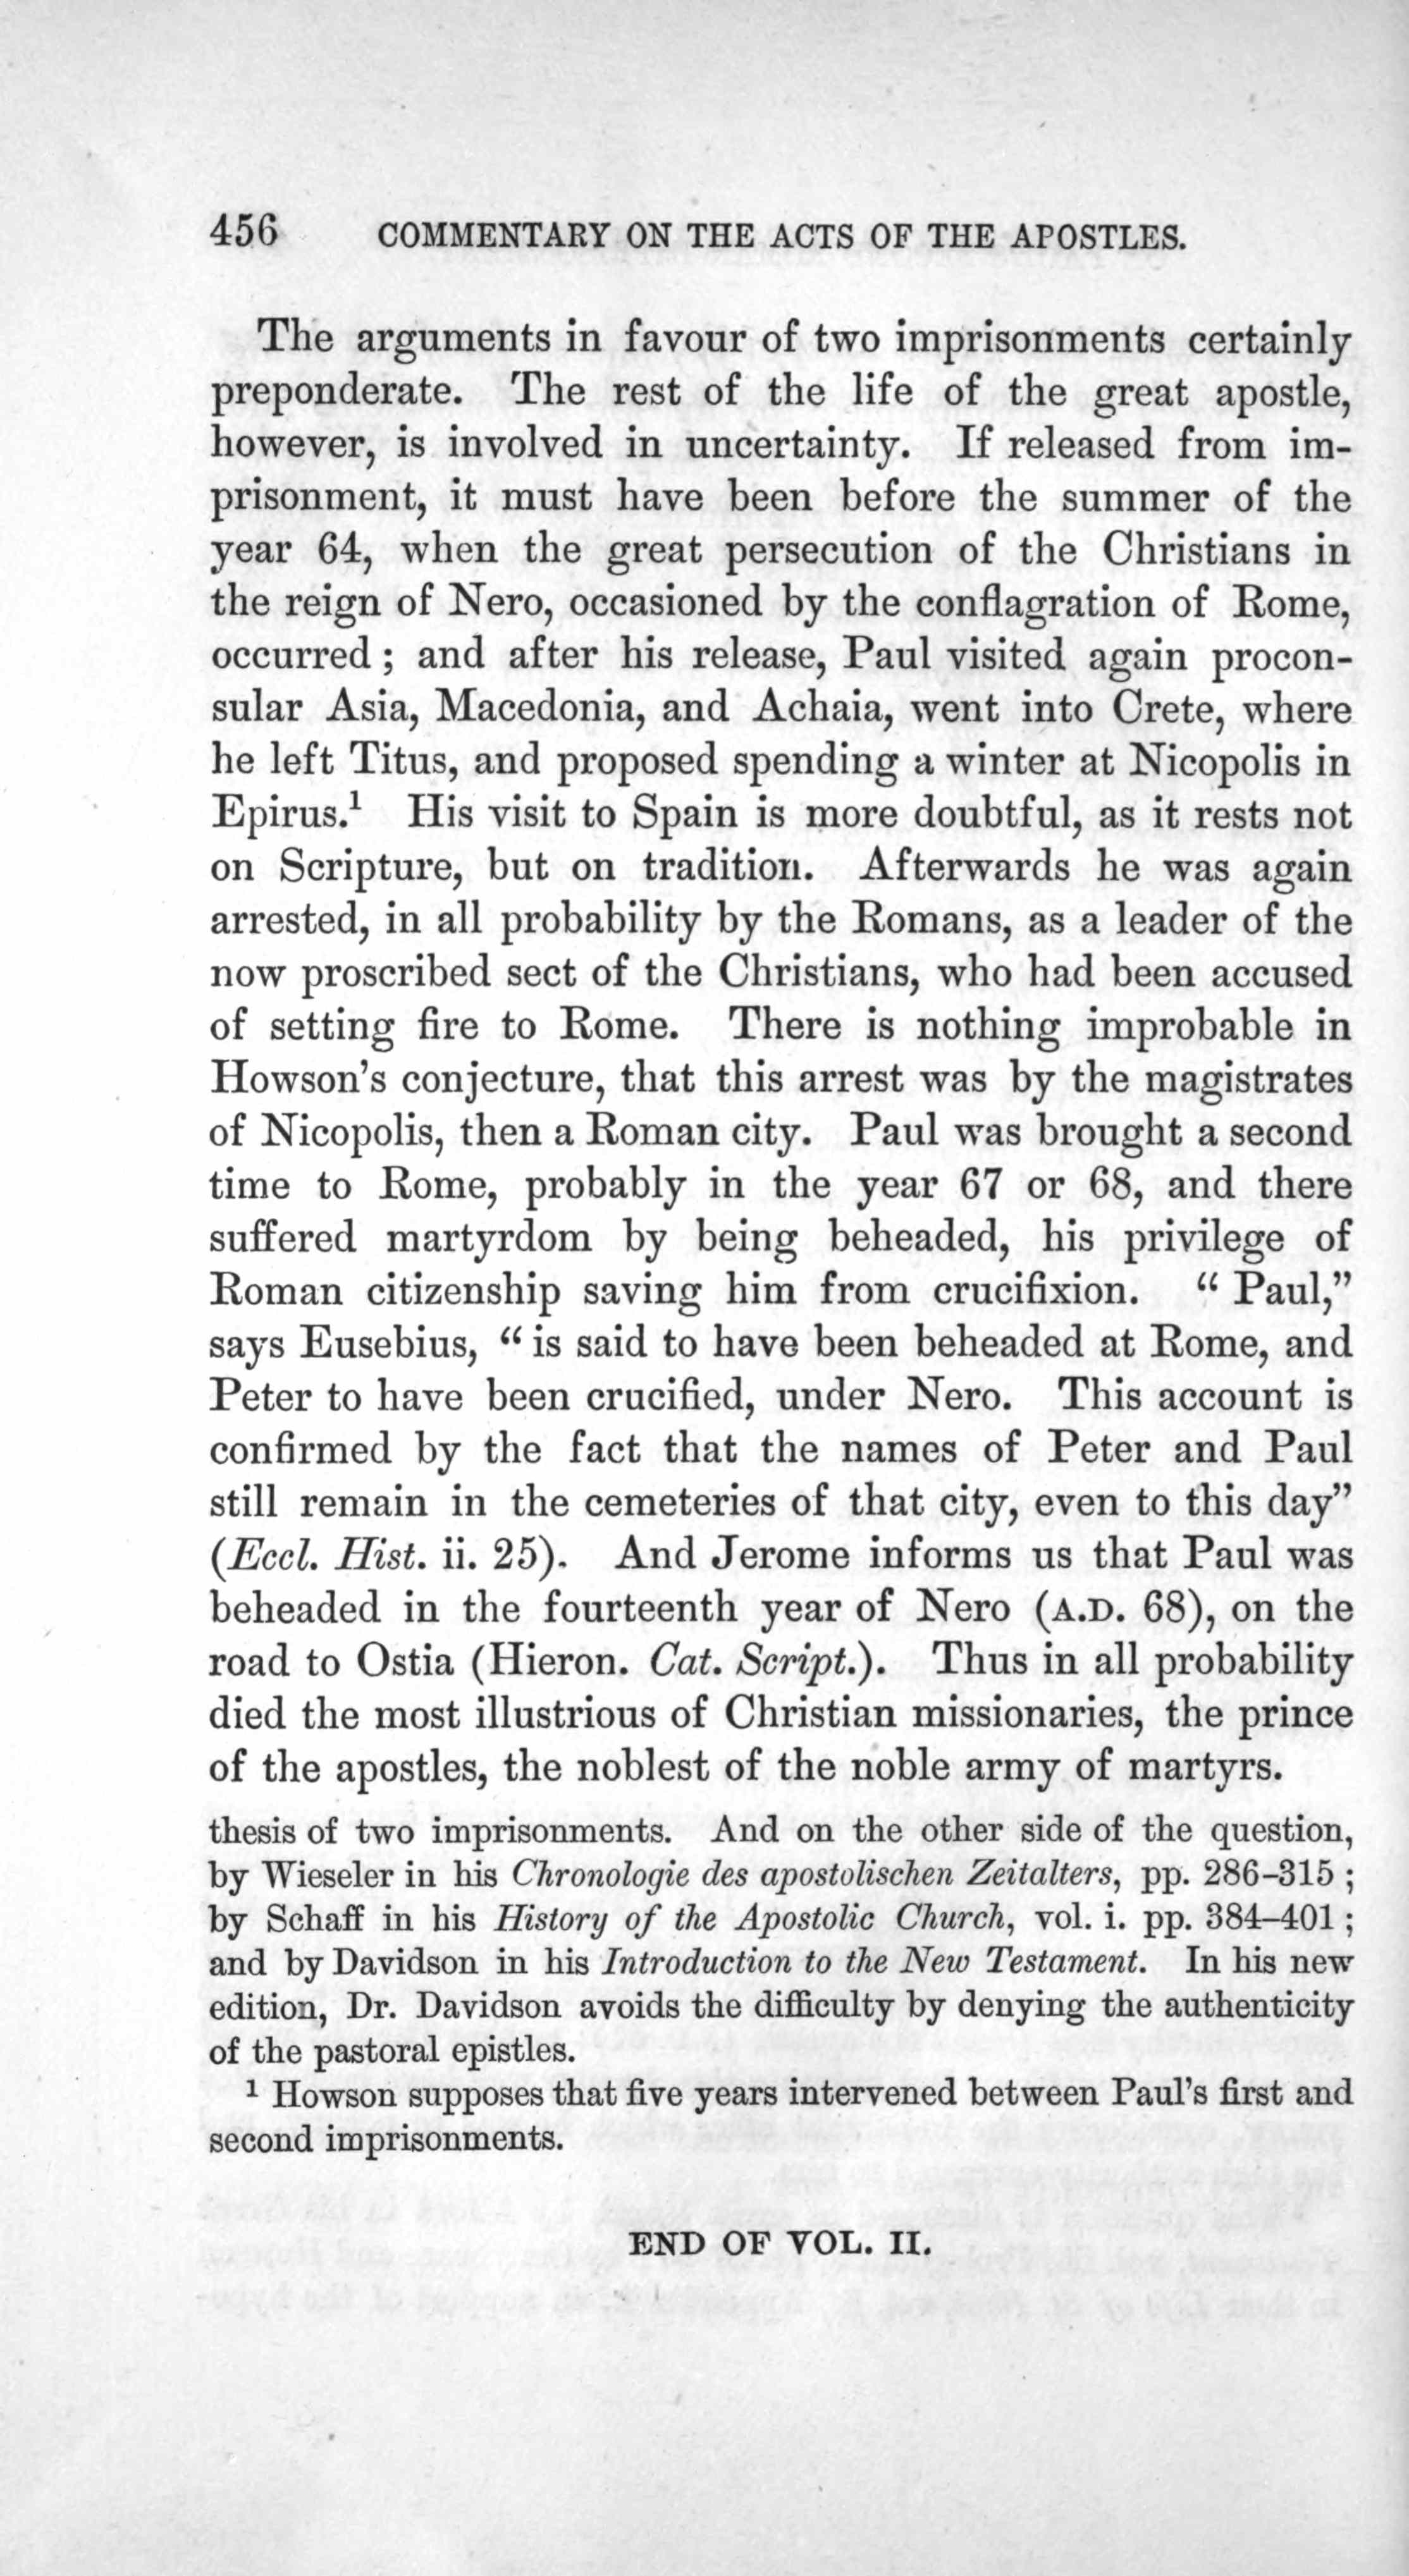 456 COMMENTARY ON THE ACTS OF THE APOSTLES.
The arguments in favour of two imprisonments certainly
preponderate. The rest of the life of the great apostle,
however, is involved in uncertainty. If released from im-
prisonment, it must have been before the summer of the
year 64, when the great persecution of the Christians in
the reign of Nero, occasioned by the conflagration of Rome,
occurred ; and after his release, Paul visited again procon-
sular Asia, Macedonia, and Achaia, went into Crete, where
he left Titus, and proposed spending a winter at Nicopolis in
Epirus.¹ His visit to Spain is more doubtful, as it rests not
on Scripture, but on tradition. Afterwards he was again
arrested, in all probability by the Romans, as a leader of the
now proscribed sect of the Christians, who had been accused
of setting fire to Rome. There is nothing improbable in
Howson's conjecture, that this arrest was by the magistrates
of Nicopolis, then a Roman city. Paul was brought a second
time to Rome, probably in the year 67 or 68, and there
suffered martyrdom by being beheaded, his privilege of
Roman citizenship saving him from crucifixion. “ Paul,”
says Eusebius, “ is said to have been beheaded at Rome, and
Peter to have been crucified, under Nero. This account is
confirmed by the fact that the names of Peter and Paul
still remain in the cemeteries of that city, even to this day”
(Eccl. Hist. ii. 25). And Jerome informs us that Paul was
beheaded in the fourteenth year of Nero (A.D. 68), on the
road to Ostia (Hieron. Cat. Script.). Thus in all probability
died the most illustrious of Christian missionaries, the prince
of the apostles, the noblest of the noble army of martyrs.
thesis of two imprisonments. And on the other side of the question,
by Wieseler in his Chronologie des apostolischen Zeitalters, pp. 286–315 ;
by Schaff in his History of the Apostolic Church, vol. i. pp. 384–401 ;
and by Davidson in his Introduction to the New Testament. In his new
edition, Dr. Davidson avoids the difficulty by denying the authenticity
of the pastoral epistles.
¹ Howson supposes that five years intervened between Paul's first and
second imprisonments.
END OF VOL. II.